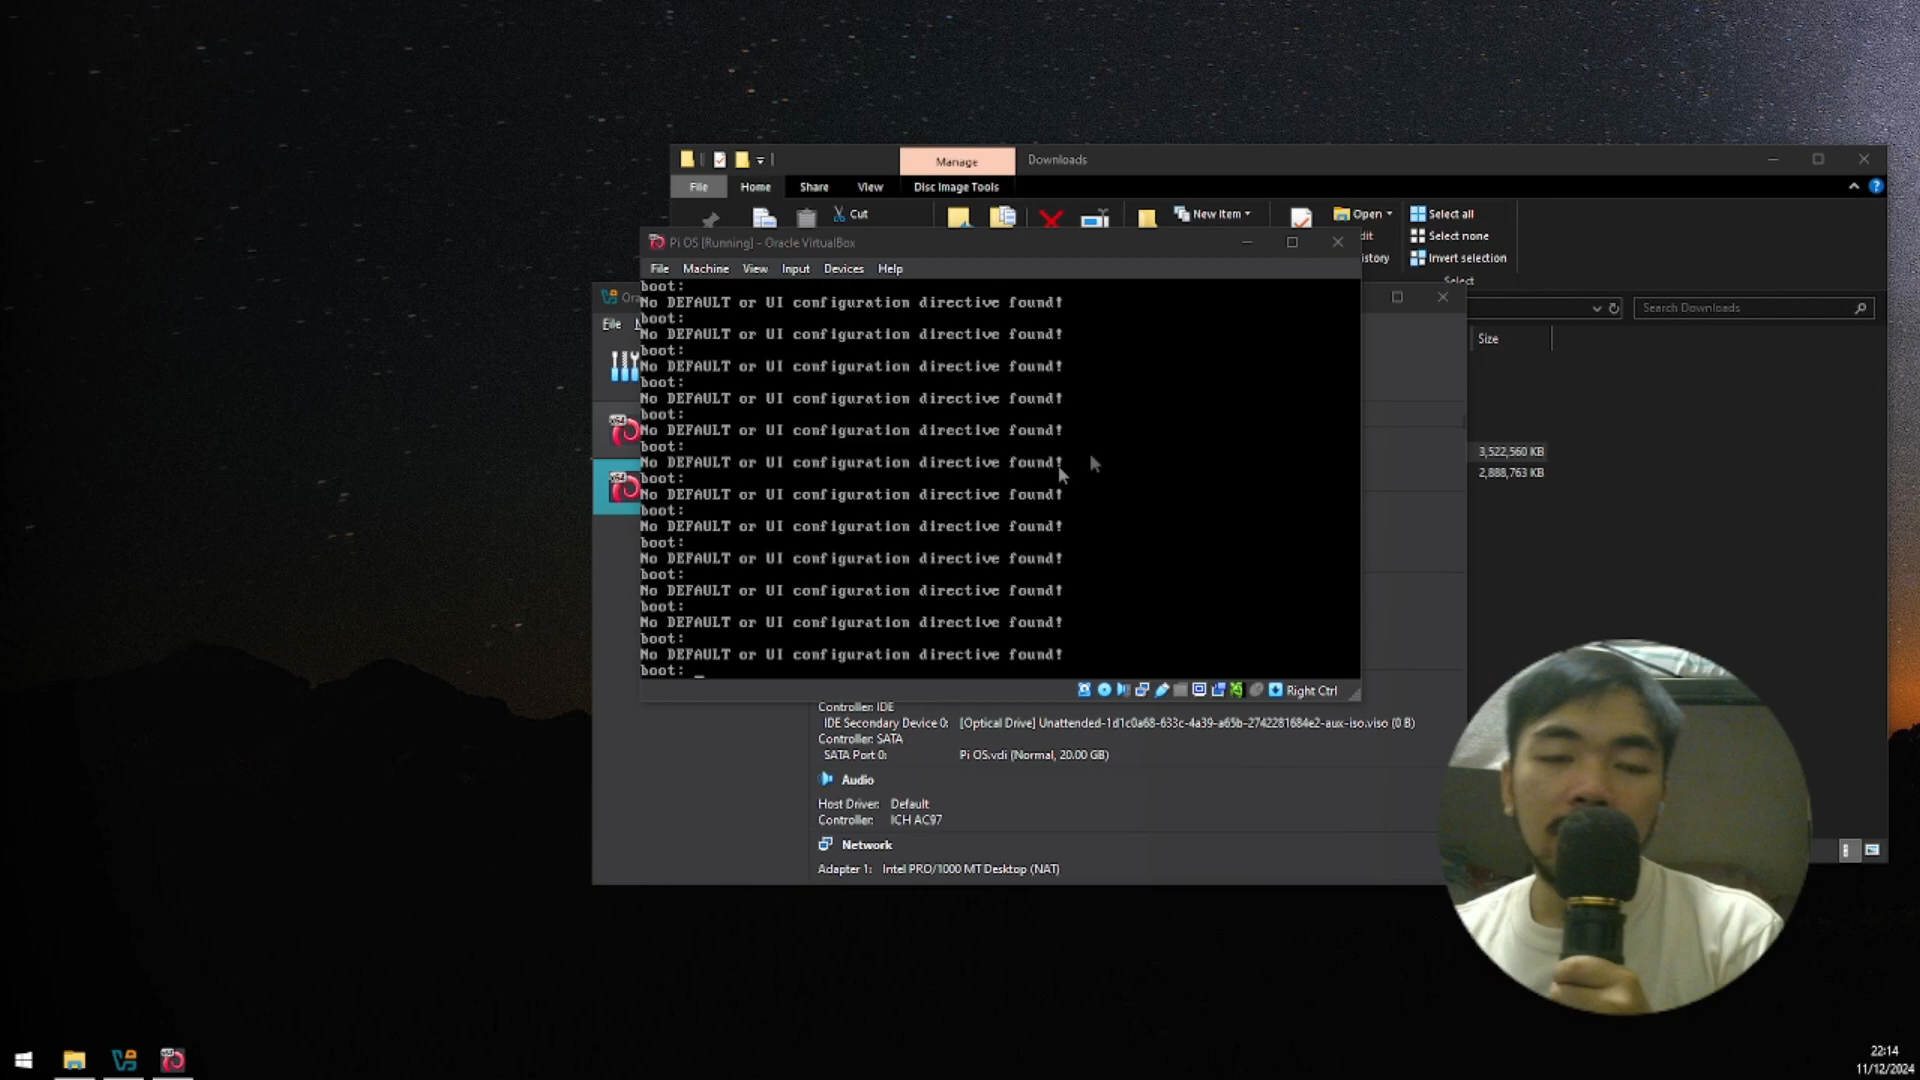 Manage
Downloads
File
Home
Share
View
Disc Image Tools
Cut
New item
Open
Select all
Select none
Invert selection
Select
Search Downloads
Size
3,522,560 KB
2,888,763 KB
Pi OS [Running] - Oracle VirtualBox
File Machine View Input Devices Help
boot:
No DEFAULT or UI configuration directive found!
boot:
No DEFAULT or UI configuration directive found!
boot:
No DEFAULT or UI configuration directive found!
boot:
No DEFAULT or UI configuration directive found!
boot:
No DEFAULT or UI configuration directive found!
boot:
No DEFAULT or UI configuration directive found!
boot:
No DEFAULT or UI configuration directive found!
boot:
No DEFAULT or UI configuration directive found!
boot:
No DEFAULT or UI configuration directive found!
boot:
No DEFAULT or UI configuration directive found!
boot:
No DEFAULT or UI configuration directive found!
boot:
No DEFAULT or UI configuration directive found!
boot: _
Right Ctrl
File
Controller: IDE
IDE Secondary Device 0: [Optical Drive] Unattended-1d1c0a68-633c-4a39-a65b-2742281684e2-aux-iso.viso (0 B)
Controller: SATA
SATA Port 0: Pi OS.vdi (Normal, 20.00 GB)
Audio
Host Driver: Default
Controller: ICH AC97
Network
Adapter 1: Intel PRO/1000 MT Desktop (NAT)
22:14
11/12/2024